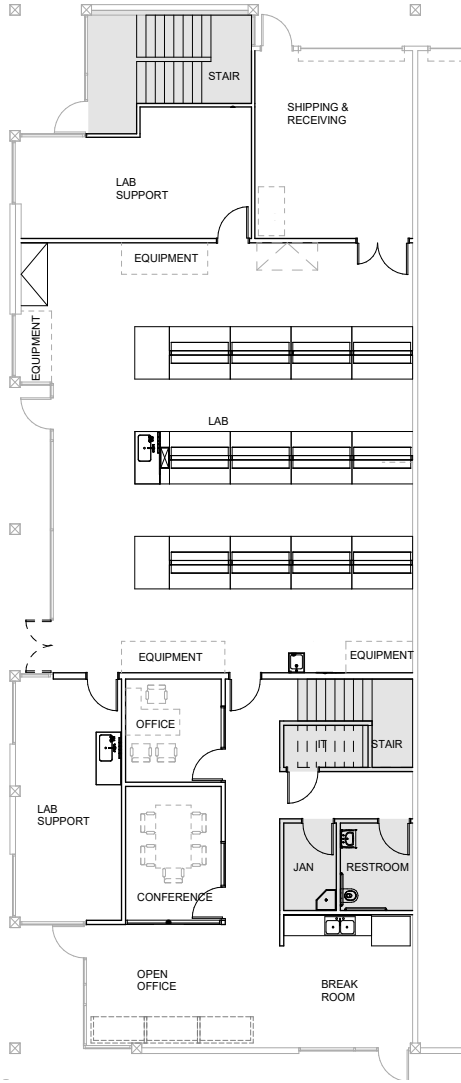 STAIR
SHIPPING &
RECEIVING
LAB
SUPPORT
EQUIPMENT
EQUIPMENT
LAB
EQUIPMENT
EQUIPMENT
OFFICE
IT
STAIR
LAB
SUPPORT
JAN
RESTROOM
CONFERENCE
OPEN
OFFICE
BREAK
ROOM